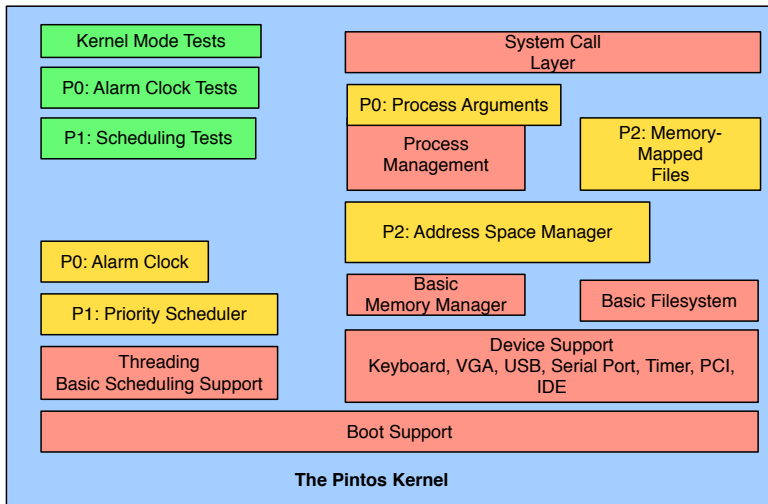 Kernel Mode Tests
P0: Alarm Clock Tests
P1: Scheduling Tests
P0: Alarm Clock
P1: Priority Scheduler
Threading
Basic Scheduling Support
System Call
Layer
P0: Process Arguments
Process
Management
P2: Memory-
Mapped
Files
P2: Address Space Manager
Basic
Memory Manager
Basic Filesystem
Device Support
Keyboard, VGA, USB, Serial Port, Timer, PCI,
IDE
Boot Support
The Pintos Kernel